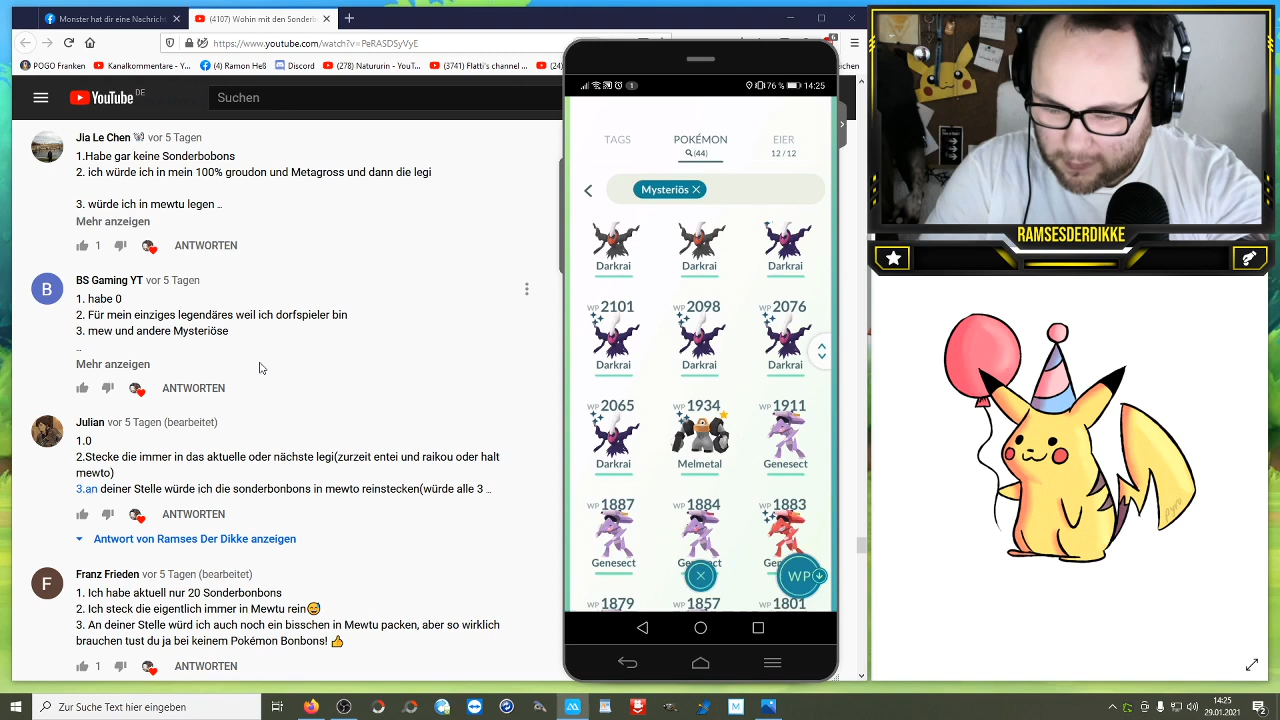 Monster hat dir eine Nachricht
(4107) Wohin mit den Sonderb
https://www.youtube.com/watch?v=PeRASDSyVyE
POGO Franken
Kanalkommentare - Y...
(4) Ramon Heß
Discord
(278) Natururin - YouT...
(3741) Flatti's channel ...
(24)
YouTube DE
Suchen
Jia Le Chen vor 5 Tagen
1.Habe gar keine Sonderbobons
2. ich würde ich in mein 100% groudon und Metagross und dann die legi
3. würde ich in mewtu legen ..
Mehr anzeigen
1
ANTWORTEN
B
BS Gaming YT vor 5 Tagen
1. habe 0
2. Für mein einziges legendäres weil ich dorfspieler bin
3. mew und andere Mysteriöse
..
Mehr anzeigen
ANTWORTEN
Julian vor 5 Tagen (bearbeitet)
1.0
2.Stecke die immer in das aktuelle oder nächste legi(zurzeit entei und raikou oder halt
mewto)
3.an deiner Stelle würde ich die sonderbonbons in mewto reinstecken(würde alle 3 ..
ANTWORTEN
Antwort von Ramses Der Dikke anzeigen
F
Franz Frieden vor 5 Tagen (bearbeitet)
1. Ich habe aktuell nur 20 Sonderbonbons
2. Ich steck die eigentlich immer in Mewtu rein
3. An deiner Stelle würd ich auch noch ein bisschen in Mewtu packen, aber so wirklich
brauchen tust du ja bei keinem Pokémon Bonbons!
1
ANTWORTEN
1
76 %
14:25
TAGS
POKÉMON
(44)
EIER
12 / 12
Mysteriös
Darkrai
Darkrai
Darkrai
WP 2101
WP 2098
WP 2076
Darkrai
Darkrai
Darkrai
WP 2065
WP 1934
WP 1911
Darkrai
Melmetal
Genesect
WP 1887
WP 1884
WP 1883
Genesect
WP
WP 1879
WP 1857
WP 1801
RAMSESDERDIKKE
pyro
Zur Suche Text hier eingeben
14:25
29.01.2021
2